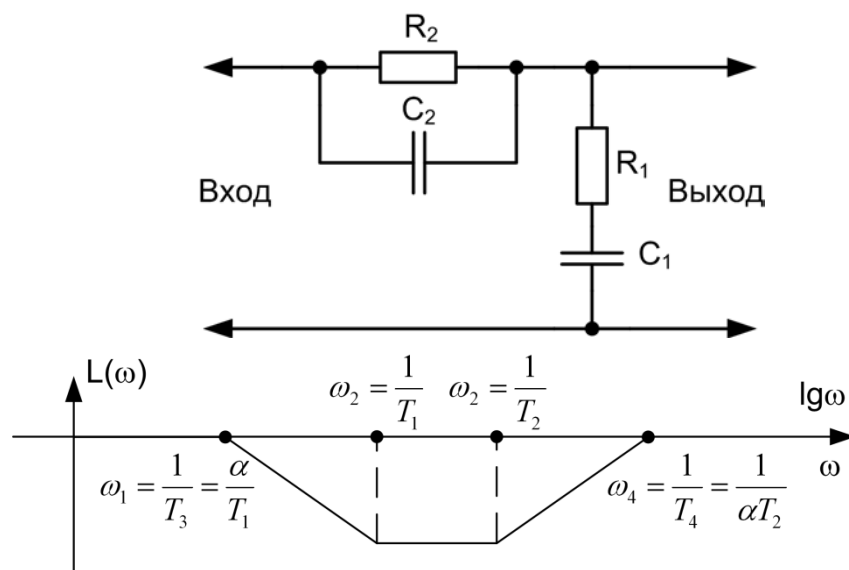 R₂
C₂
R₁
Вход
Выход
C₁
L(ω)
ω₂ = 1/T₁
ω₂ = 1/T₂
lgω
ω
ω₁ = 1/T₃ = α/T₁
ω₄ = 1/T₄ = 1/αT₂